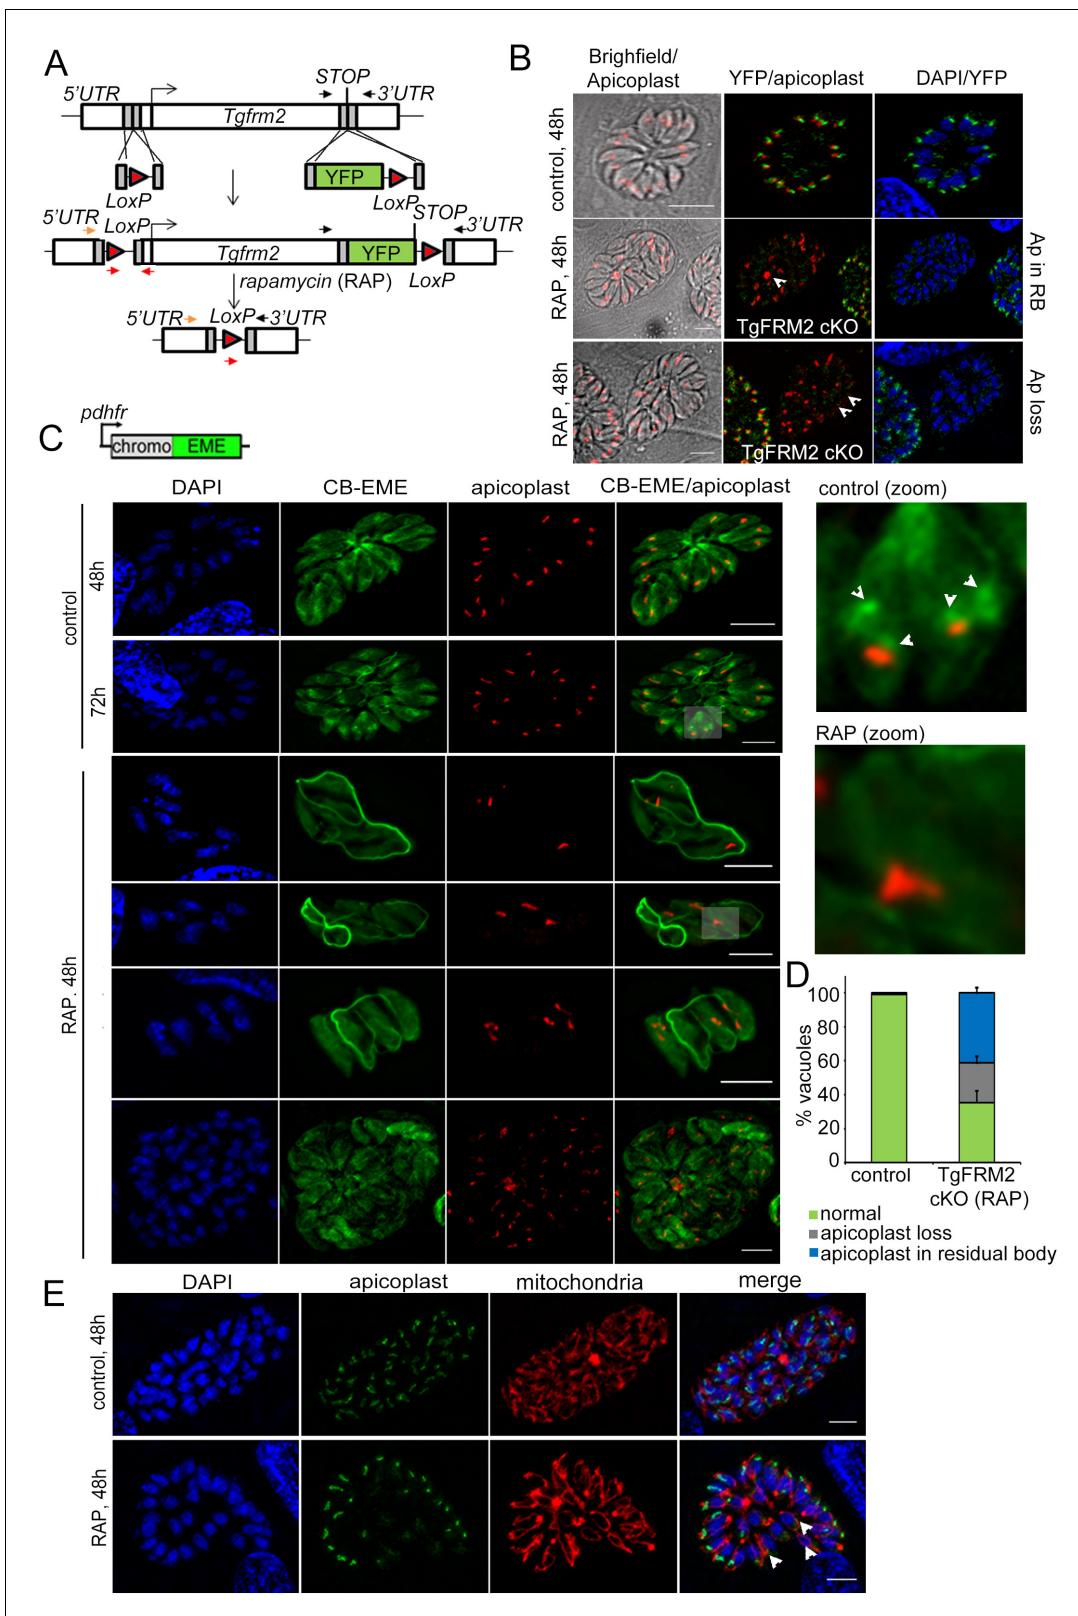 A
STOP
5'UTR
3'UTR
Tgfrm2
YFP
LoxP
LoxP
STOP
5'UTR
LoxP
3'UTR
Tgfrm2
YFP
LoxP
rapamycin (RAP)
5'UTR
LoxP
3'UTR
B
Brighfield/
Apicoplast
YFP/apicoplast
DAPI/YFP
control, 48h
RAP, 48h
TgFRM2 cKO
Ap in RB
RAP, 48h
TgFRM2 cKO
Ap loss
C
pdhfr
chromo
EME
DAPI
CB-EME
apicoplast
CB-EME/apicoplast
control (zoom)
control
48h
72h
RAP (zoom)
RAP. 48h
D
% vacuoles
100
80
60
40
20
0
control
TgFRM2
cKO (RAP)
normal
apicoplast loss
apicoplast in residual body
E
DAPI
apicoplast
mitochondria
merge
control, 48h
RAP, 48h